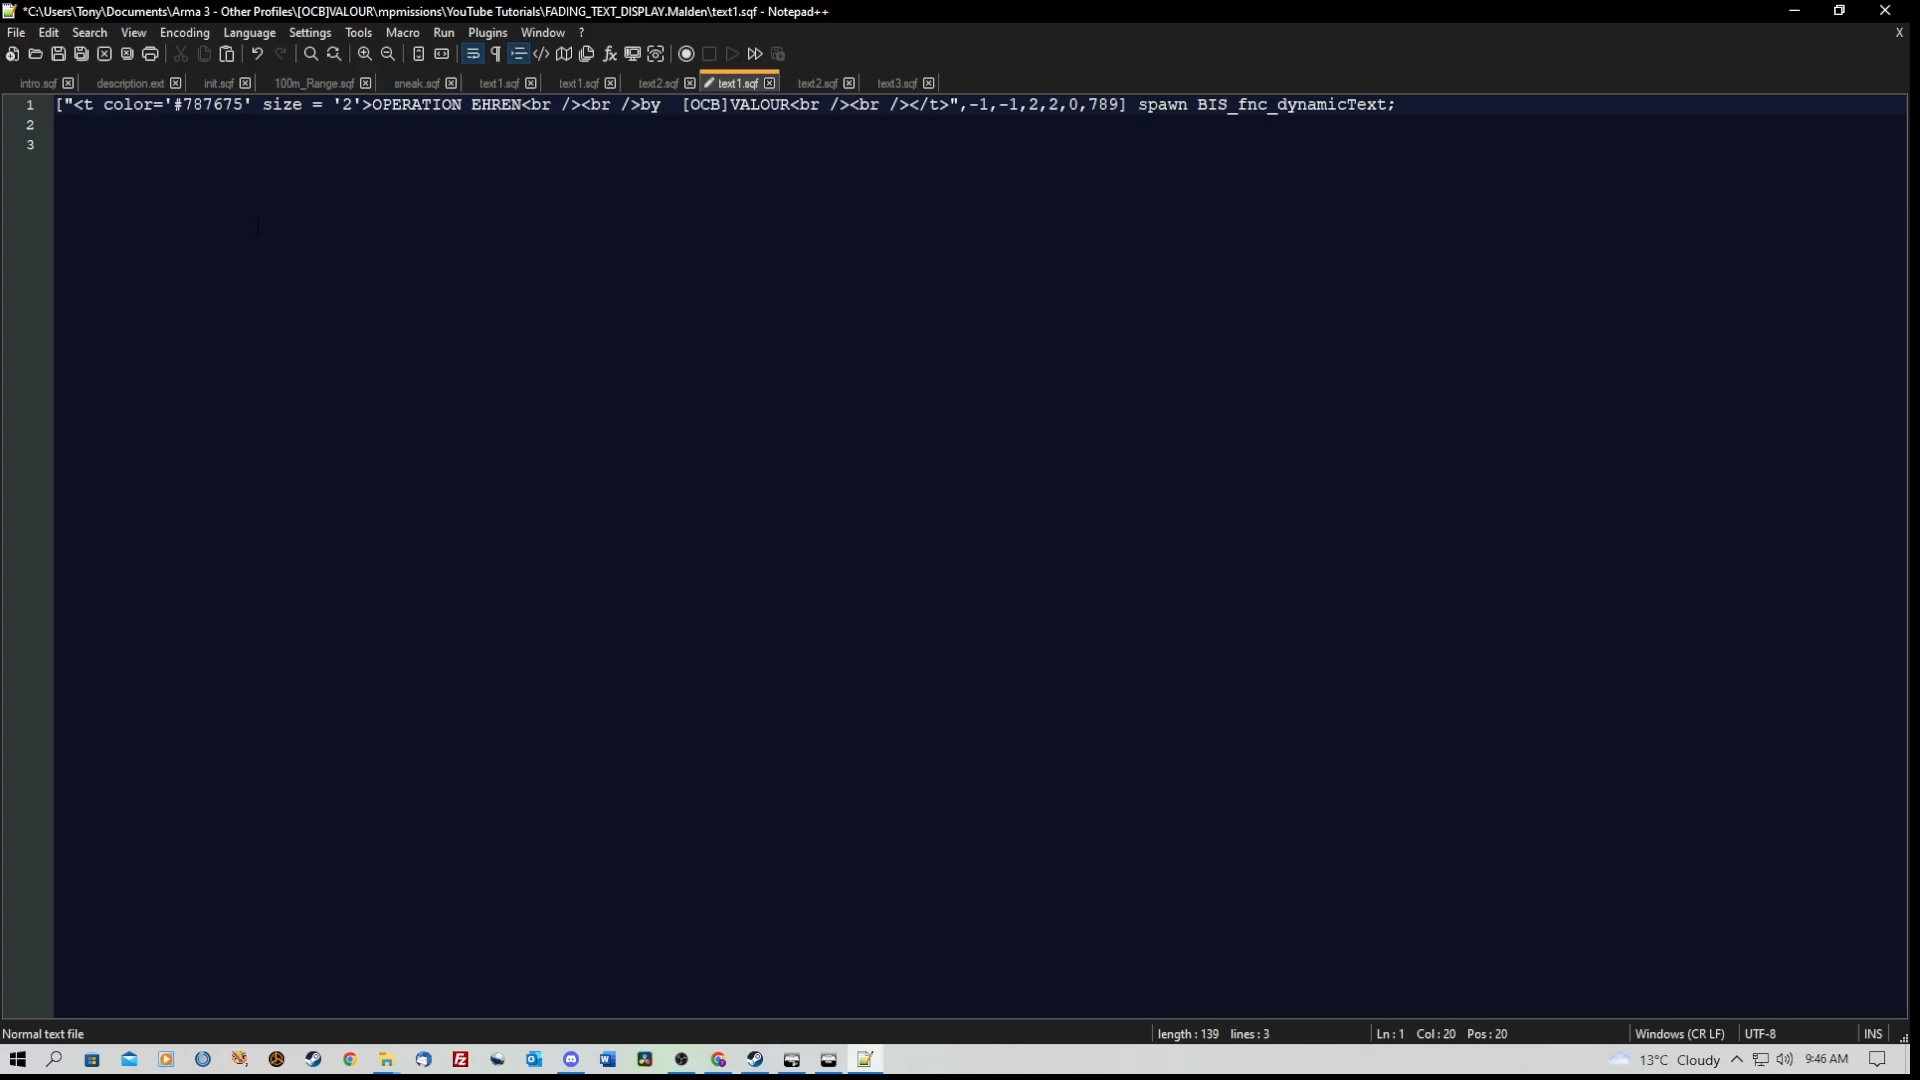 *C:\Users\Tony\Documents\Arma 3 - Other Profiles\[OCB]VALOUR\mpmissions\YouTube Tutorials\FADING_TEXT_DISPLAY.Malden\text1.sqf - Notepad++
File Edit Search View Encoding Language Settings Tools Macro Run Plugins Window ? X
intro.sqf description.ext init.sqf 100m_Range.sqf sneak.sqf text1.sqf text1.sqf text2.sqf text1.sqf text2.sqf text3.sqf
1 ["<t color='#787675' size = '2'>OPERATION EHREN<br /><br />by  [OCB]VALOUR<br /><br /></t>",-1,-1,2,2,0,789] spawn BIS_fnc_dynamicText;
2
3
Normal text file length : 139 lines : 3 Ln : 1 Col : 20 Pos : 20 Windows (CR LF) UTF-8 INS
13°C Cloudy 9:46 AM